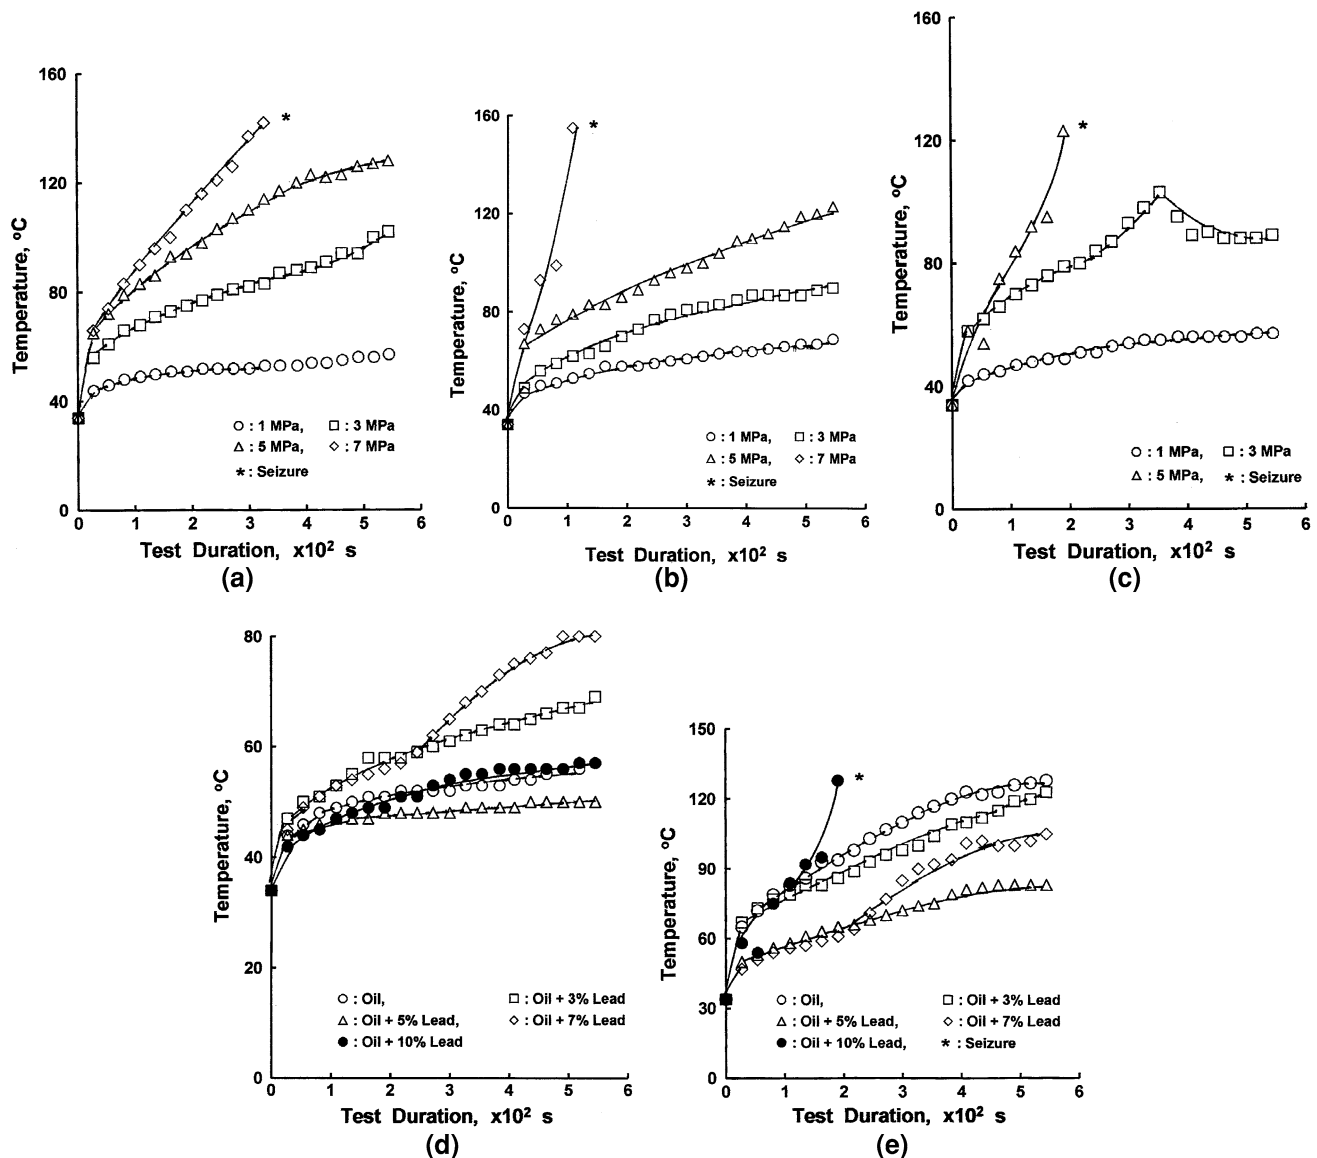 160
120
80
40
0
Temperature, ºC
*
○ : 1 MPa, □ : 3 MPa
△ : 5 MPa, ◇ : 7 MPa
* : Seizure
0 1 2 3 4 5 6
Test Duration, x10² s
(a)
160
120
80
40
0
Temperature, ºC
*
○ : 1 MPa, □ : 3 MPa
△ : 5 MPa, ◇ : 7 MPa
* : Seizure
0 1 2 3 4 5 6
Test Duration, x10² s
(b)
160
120
80
40
0
Temperature, ºC
*
○ : 1 MPa, □ : 3 MPa
△ : 5 MPa, * : Seizure
0 1 2 3 4 5 6
Test Duration, x10² s
(c)
80
60
40
20
0
Temperature, ºC
○ : Oil, □ : Oil + 3% Lead
△ : Oil + 5% Lead, ◇ : Oil + 7% Lead
● : Oil + 10% Lead
0 1 2 3 4 5 6
Test Duration, x10² s
(d)
150
120
90
60
30
0
Temperature, ºC
*
○ : Oil, □ : Oil + 3% Lead
△ : Oil + 5% Lead, ◇ : Oil + 7% Lead
● : Oil + 10% Lead, * : Seizure
0 1 2 3 4 5 6
Test Duration, x10² s
(e)